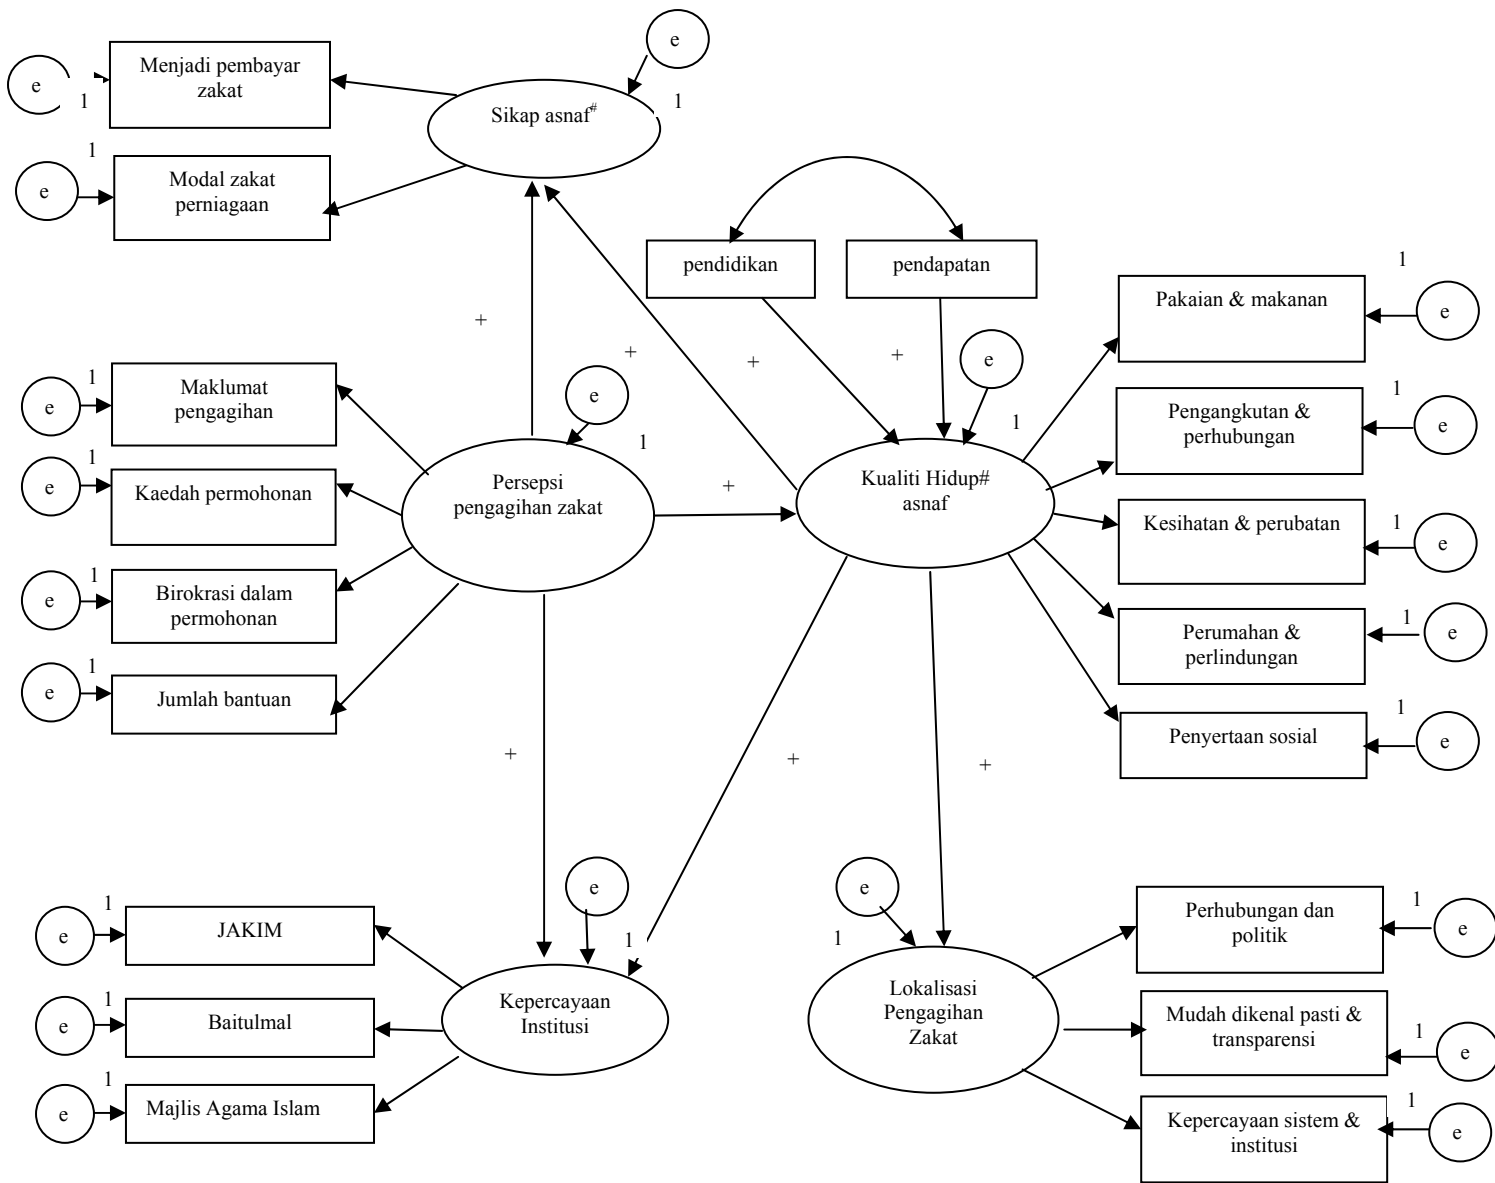 e
1
Menjadi pembayar
zakat
Sikap asnaf#
e
1
1
e
Modal zakat
perniagaan
pendidikan
pendapatan
+
+
+
+
e
1
Pakaian & makanan
1
e
1
e
Maklumat
pengagihan
e
1
Pengangkutan &
perhubungan
1
e
1
e
Kaedah permohonan
Persepsi
pengagihan zakat
1
+
Kualiti Hidup#
asnaf
Kesihatan & perubatan
1
e
1
e
Birokrasi dalam
permohonan
Perumahan &
perlindungan
1
e
1
e
Jumlah bantuan
Penyertaan sosial
1
e
+
+
+
1
e
JAKIM
e
1
e
1
Perhubungan dan
politik
1
e
1
e
Baitulmal
Kepercayaan
Institusi
Lokalisasi
Pengagihan
Zakat
Mudah dikenal pasti &
transparensi
1
e
1
e
Majlis Agama Islam
Kepercayaan sistem &
institusi
1
e